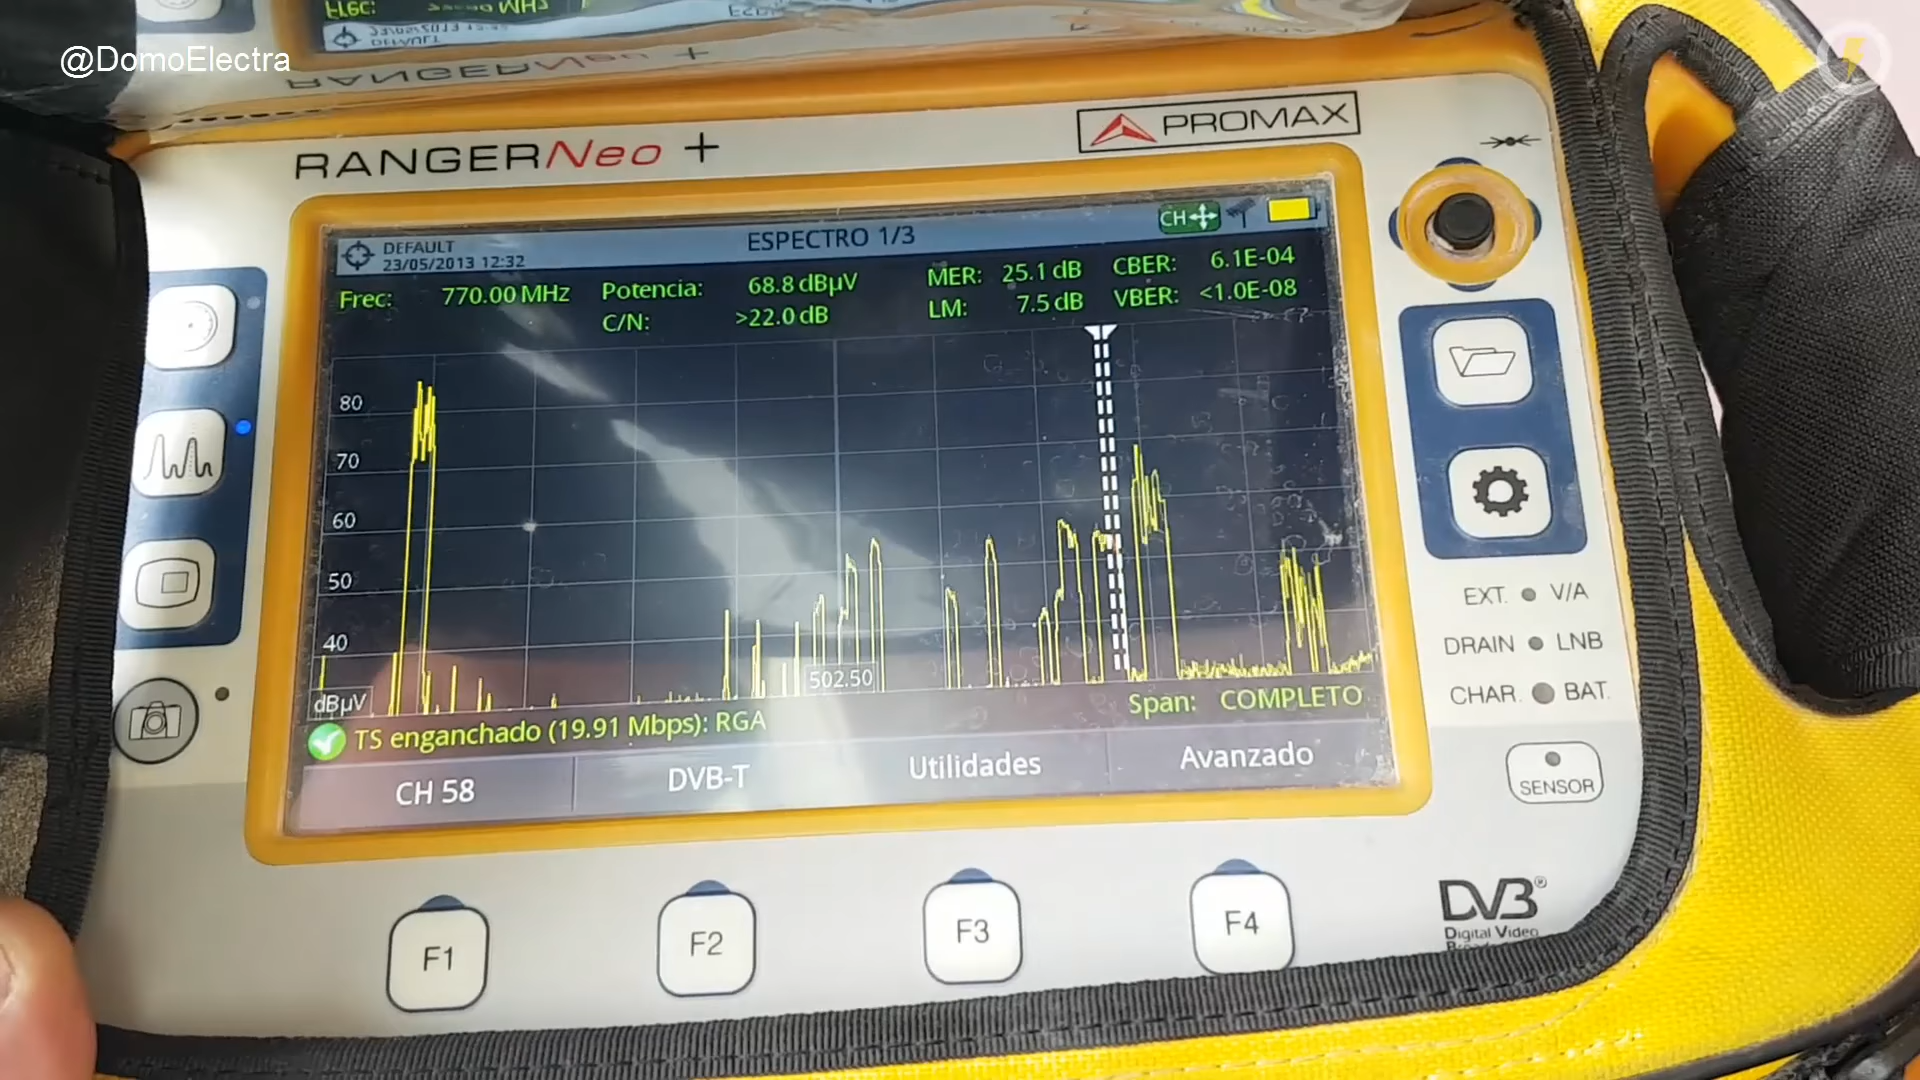 @DomoElectra
RANGERNeo +
PROMAX
DEFAULT
23/05/2013 12:32
ESPECTRO 1/3
CH
Frec: 770.00 MHz
Potencia: 68.8 dBµV
C/N: >22.0 dB
MER: 25.1 dB
LM: 7.5 dB
CBER: 6.1E-04
VBER: <1.0E-08
80
70
60
50
40
dBµV
502.50
Span: COMPLETO
TS enganchado (19.91 Mbps): RGA
CH 58
DVB-T
Utilidades
Avanzado
EXT. V/A
DRAIN LNB
CHAR. BAT.
SENSOR
F1
F2
F3
F4
DVB®
Digital Video